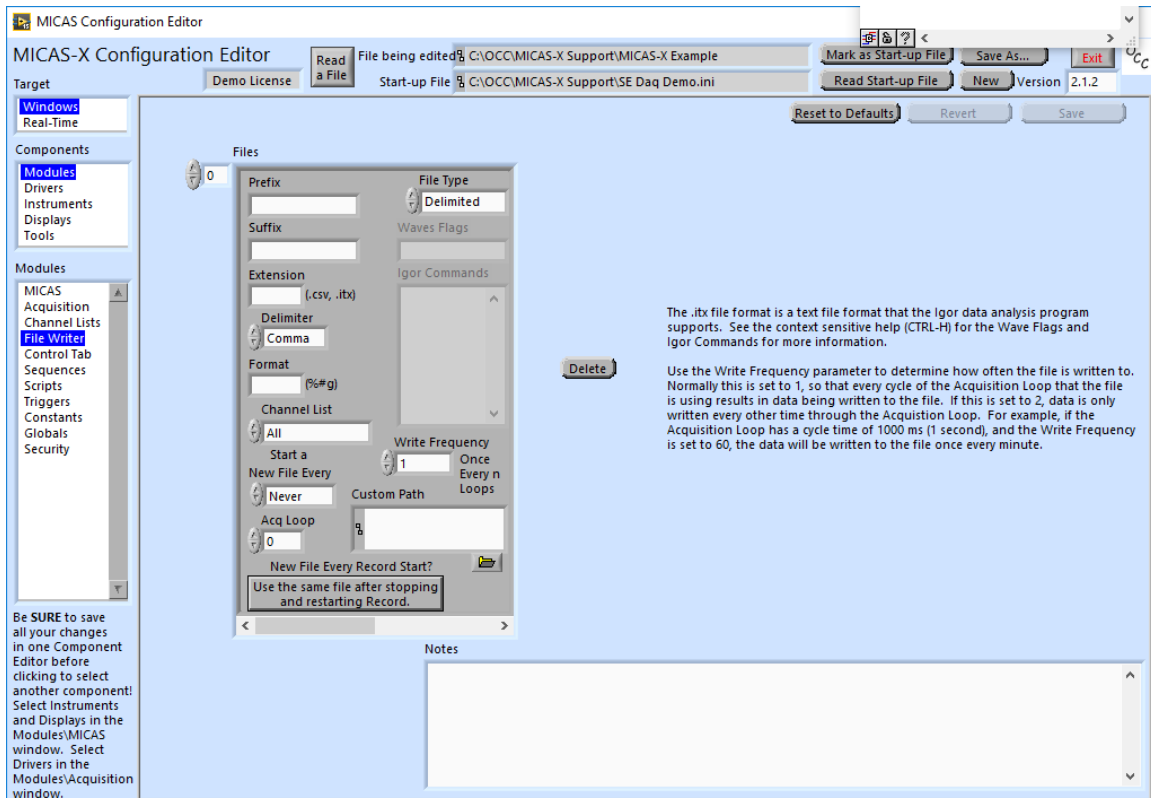 MICAS Configuration Editor
MICAS-X Configuration Editor
Read
a File
File being edited
C:\OCC\MICAS-X Support\MICAS-X Example
Mark as Start-up File
Save As...
Exit
OCC
Target
Demo License
Start-up File
C:\OCC\MICAS-X Support\SE Daq Demo.ini
Read Start-up File
New
Version
2.1.2
Windows
Real-Time
Reset to Defaults
Revert
Save
Components
Modules
Drivers
Instruments
Displays
Tools
Modules
MICAS
Acquisition
Channel Lists
File Writer
Control Tab
Sequences
Scripts
Triggers
Constants
Globals
Security
Be SURE to save
all your changes
in one Component
Editor before
clicking to select
another component!
Select Instruments
and Displays in the
Modules\MICAS
window. Select
Drivers in the
Modules\Acquisition
window.
Files
0
Prefix
File Type
Delimited
Suffix
Waves Flags
Extension
(.csv, .itx)
Igor Commands
Delimiter
Comma
Format
(%#g)
Channel List
All
Start a
New File Every
Never
Write Frequency
1
Once
Every n
Loops
Custom Path
Acq Loop
0
New File Every Record Start?
Use the same file after stopping
and restarting Record.
Delete
The .itx file format is a text file format that the Igor data analysis program
supports. See the context sensitive help (CTRL-H) for the Wave Flags and
Igor Commands for more information.
Use the Write Frequency parameter to determine how often the file is written to.
Normally this is set to 1, so that every cycle of the Acquisition Loop that the file
is using results in data being written to the file. If this is set to 2, data is only
written every other time through the Acquistion Loop. For example, if the
Acquisition Loop has a cycle time of 1000 ms (1 second), and the Write Frequency
is set to 60, the data will be written to the file once every minute.
Notes